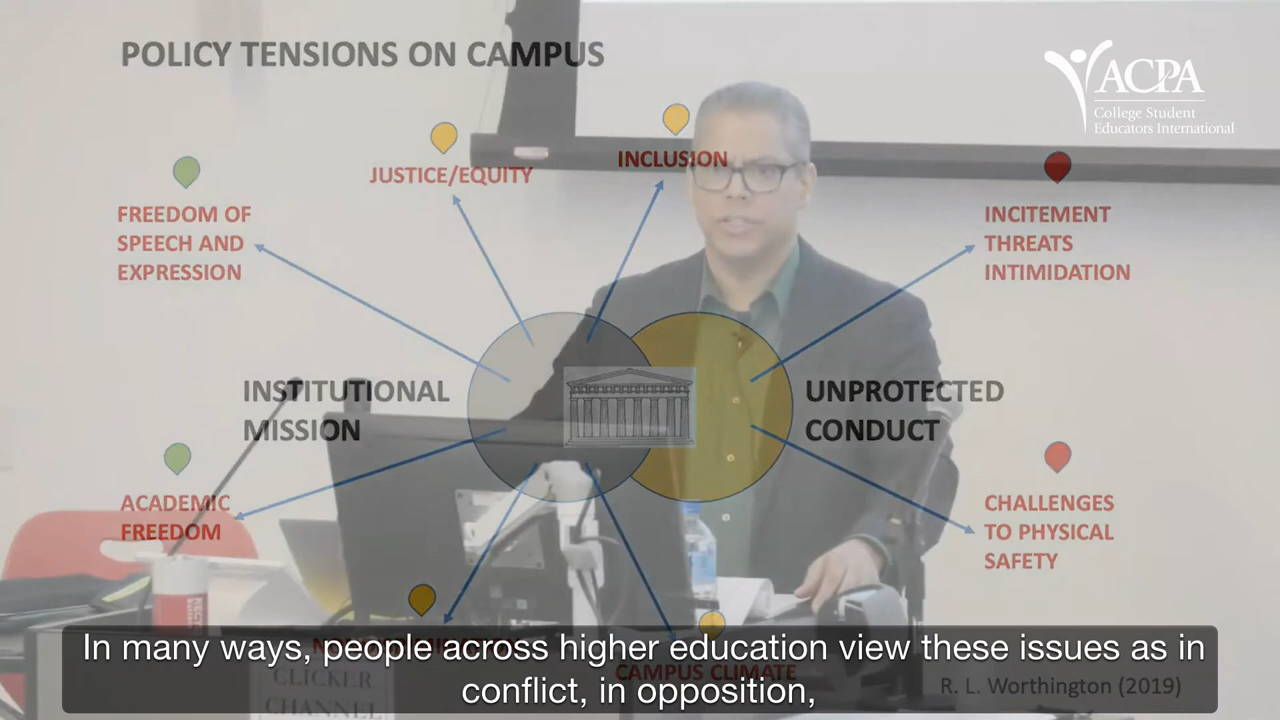 POLICY TENSIONS ON CAMPUS
ACPA
College Student
Educators International
INCLUSION
JUSTICE/EQUITY
FREEDOM OF
SPEECH AND
EXPRESSION
INCITEMENT
THREATS
INTIMIDATION
INSTITUTIONAL
MISSION
UNPROTECTED
CONDUCT
ACADEMIC
FREEDOM
CHALLENGES
TO PHYSICAL
SAFETY
CAMPUS CLIMATE
CLICKER
CHANNEL
R. L. Worthington (2019)
In many ways, people across higher education view these issues as in
conflict, in opposition,